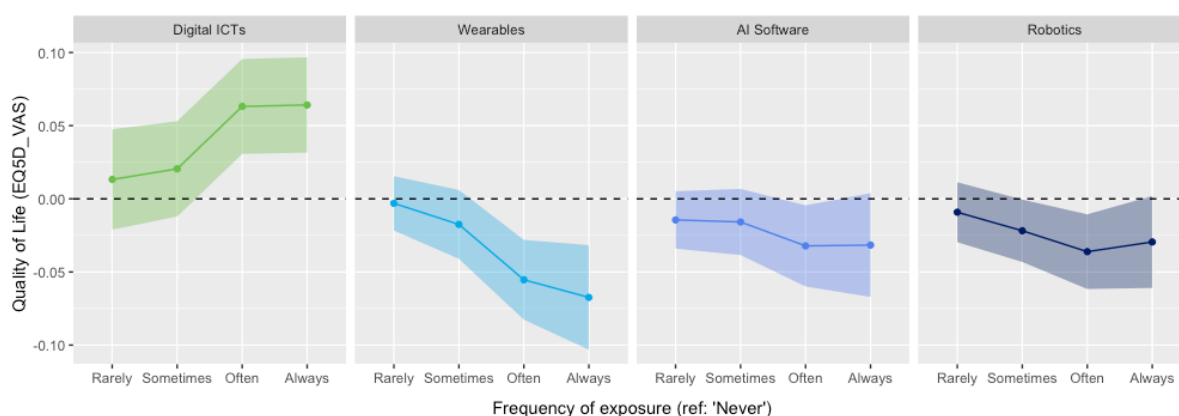 Digital ICTs Wearables AI Software Robotics
Quality of Life (EQ5D_VAS)
0.10
0.05
0.00
-0.05
-0.10
Rarely Sometimes Often Always Rarely Sometimes Often Always Rarely Sometimes Often Always Rarely Sometimes Often Always
Frequency of exposure (ref: 'Never')